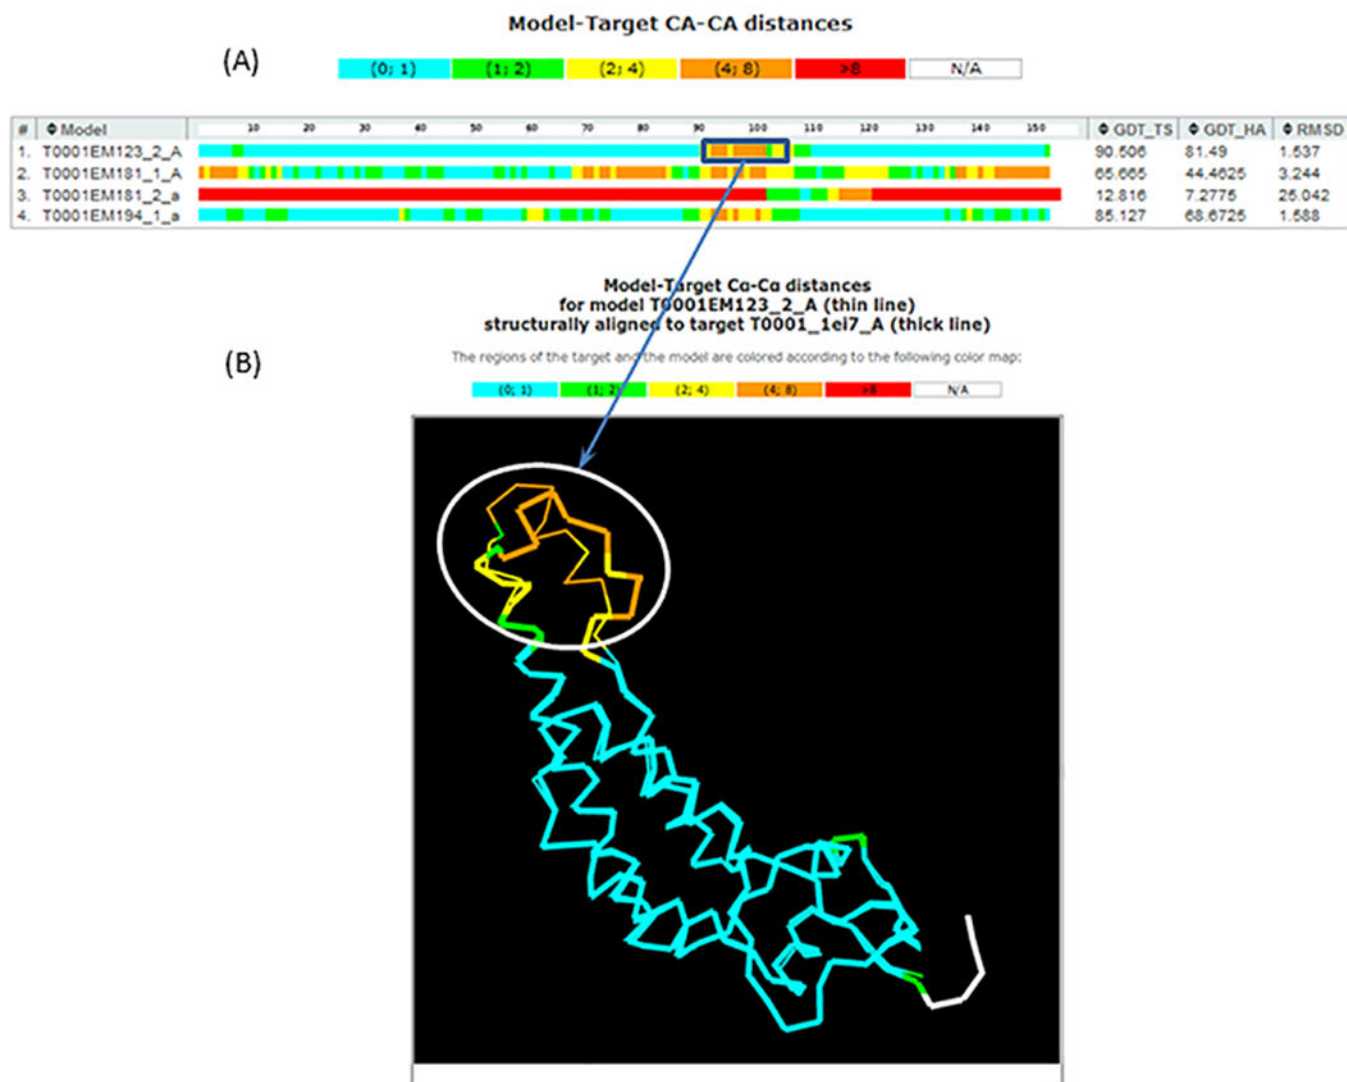 Model-Target CA-CA distances
(A)
(0; 1) (1; 2) (2; 4) (4; 8) >8 N/A
# Model 10 20 30 40 50 60 70 80 90 100 110 120 130 140 150 GDT_TS GDT_HA RMSD
1. T0001EM123_2_A 90.506 81.49 1.537
2. T0001EM181_1_A 65.665 44.4625 3.244
3. T0001EM181_2_a 12.816 7.2775 25.042
4. T0001EM194_1_a 85.127 68.6725 1.588
Model-Target Cα-Cα distances
for model T0001EM123_2_A (thin line)
structurally aligned to target T0001_1ei7_A (thick line)
(B)
The regions of the target and the model are colored according to the following color map:
(0; 1) (1; 2) (2; 4) (4; 8) >8 N/A